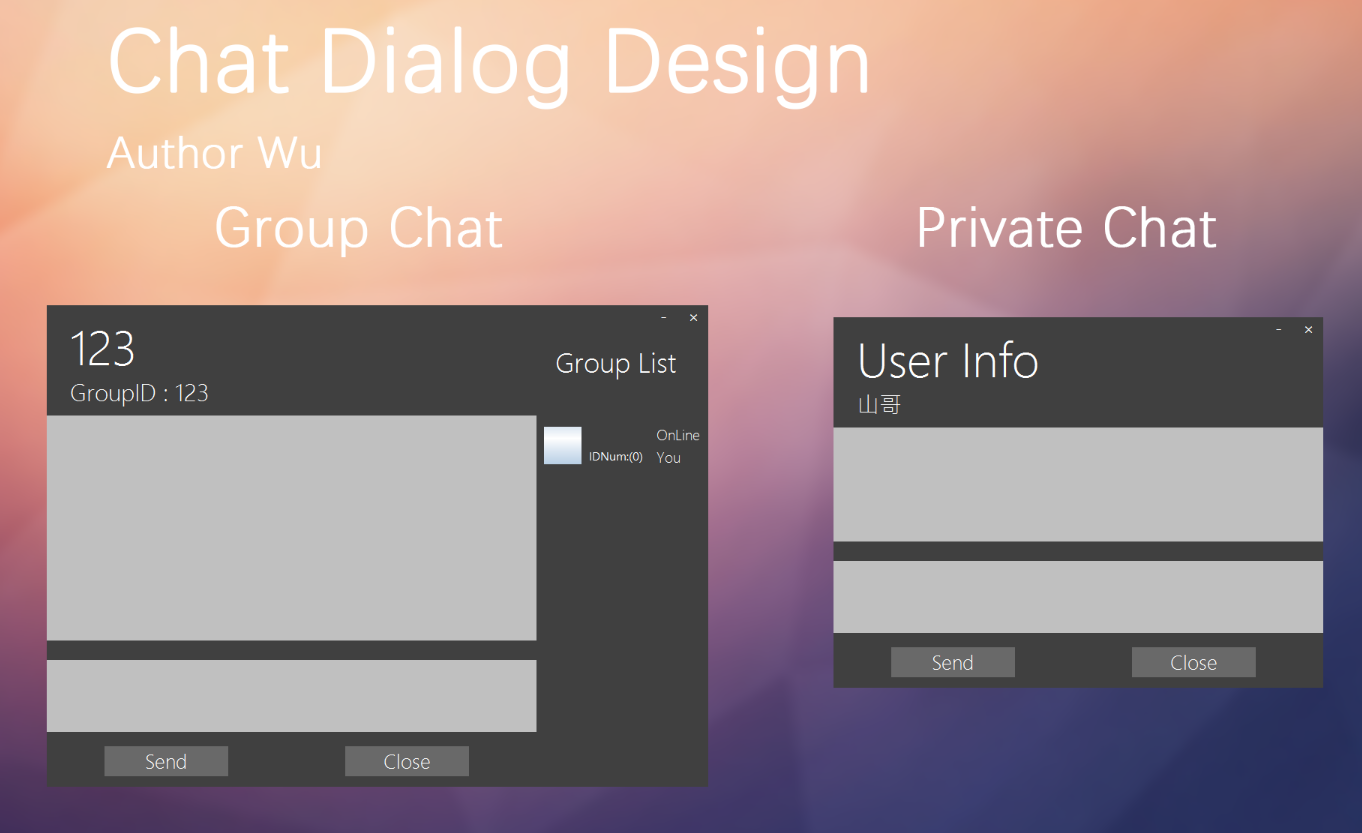 Chat Dialog Design
Author Wu
Group Chat
Private Chat
123
GroupID : 123
Group List
IDNum:(0)
OnLine
You
Send
Close
User Info
山哥
Send
Close